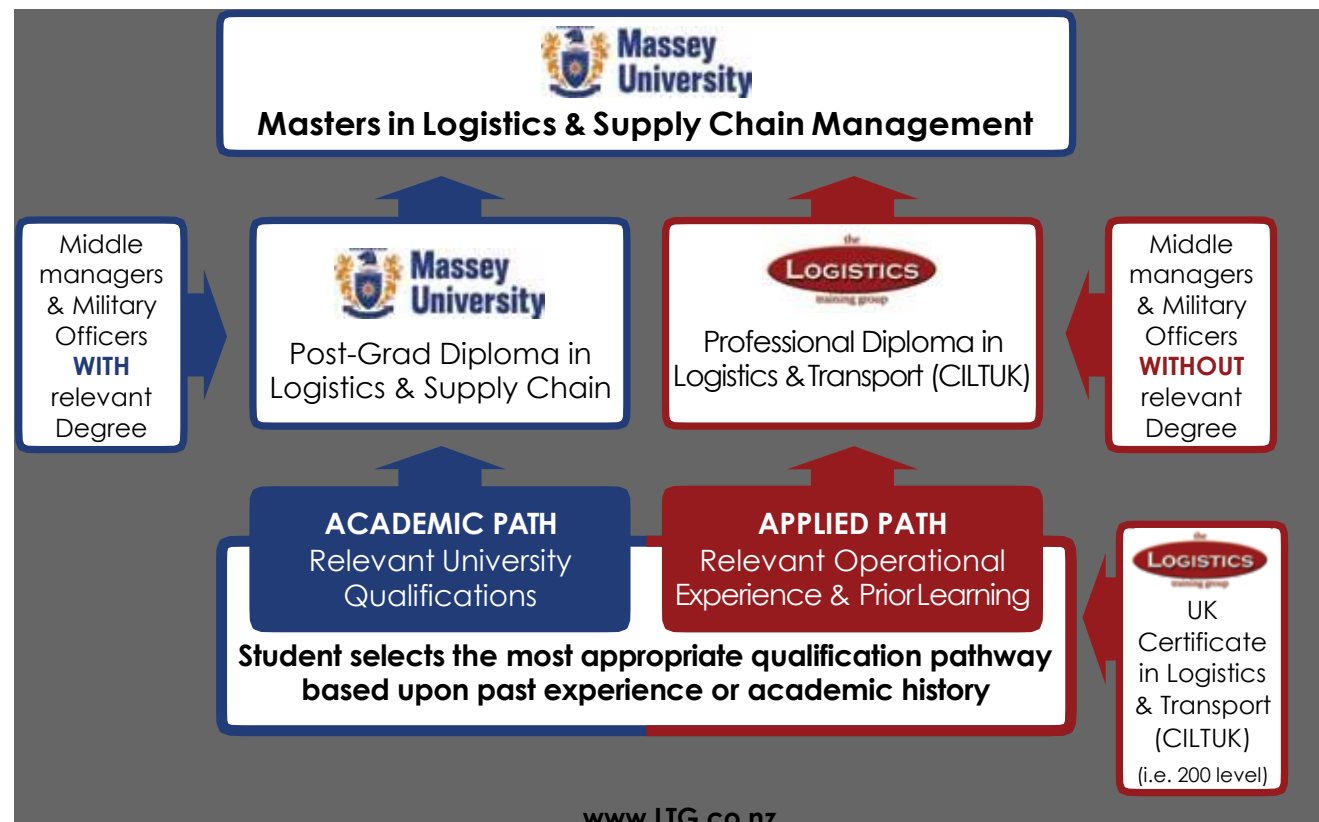 Massey
University
Masters in Logistics & Supply Chain Management
Middle
managers
& Military
Officers
WITH
relevant
Degree
Massey
University
Post-Grad Diploma in
Logistics & Supply Chain
the
LOGISTICS
training group
Professional Diploma in
Logistics & Transport (CILTUK)
Middle
managers
& Military
Officers
WITHOUT
relevant
Degree
ACADEMIC PATH
Relevant University
Qualifications
APPLIED PATH
Relevant Operational
Experience & Prior Learning
Student selects the most appropriate qualification pathway
based upon past experience or academic history
the
LOGISTICS
training group
UK
Certificate
in Logistics
& Transport
(CILTUK)
(i.e. 200 level)
www.LTG.co.nz